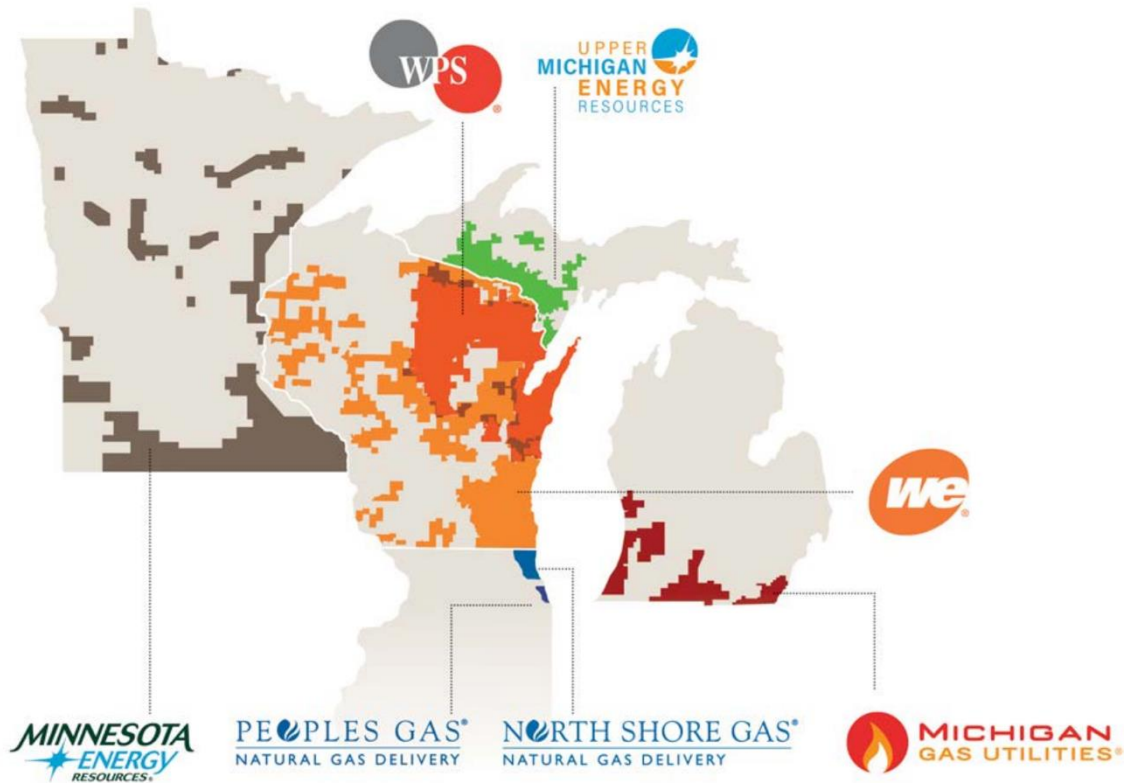 WPS®
UPPER
MICHIGAN
ENERGY
RESOURCES
we®
MINNESOTA
ENERGY
RESOURCES®
PEOPLES GAS®
NATURAL GAS DELIVERY
NORTH SHORE GAS®
NATURAL GAS DELIVERY
MICHIGAN
GAS UTILITIES®